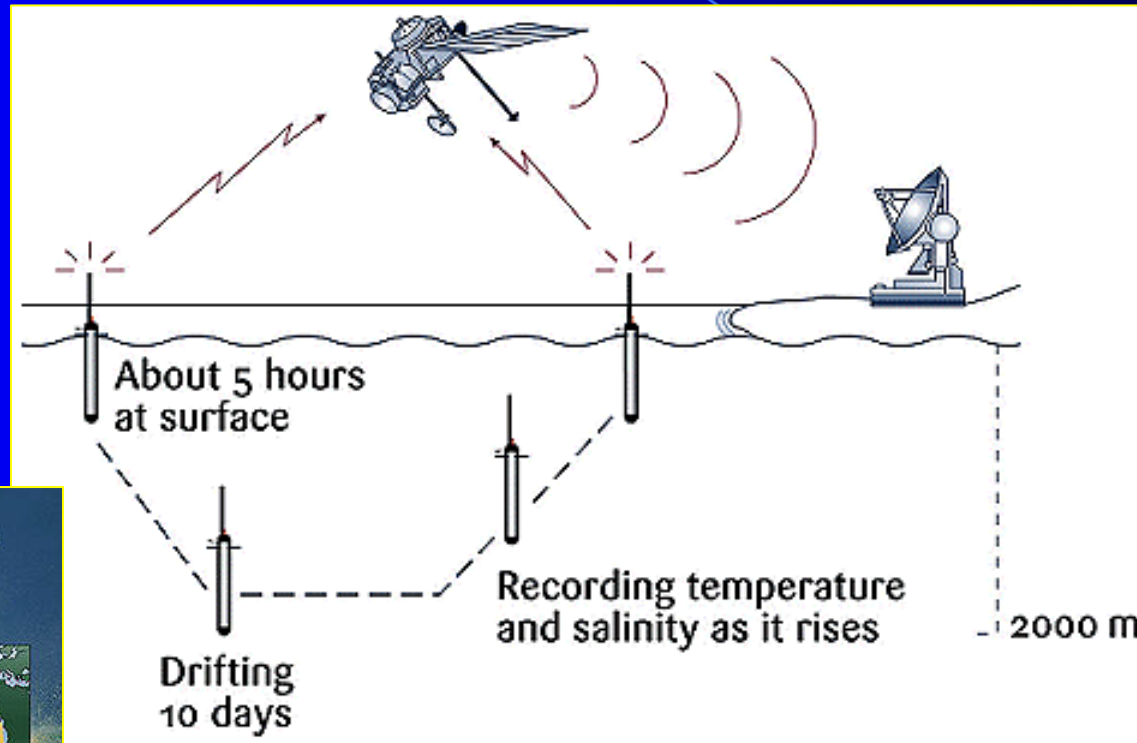 About 5 hours
at surface
Recording temperature
and salinity as it rises
2000 m
Drifting
10 days